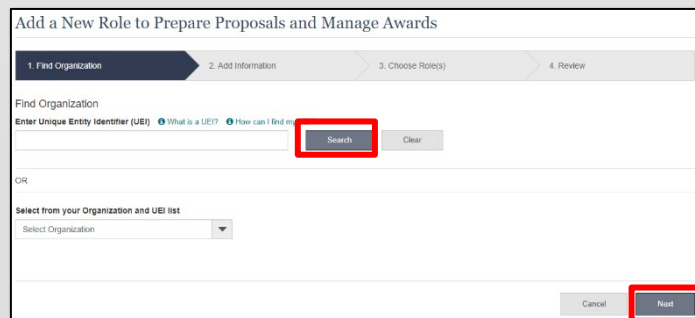 Add a New Role to Prepare Proposals and Manage Awards
1. Find Organization 2. Add Information 3. Choose Role(s) 4. Review
Find Organization
Enter Unique Entity Identifier (UEI) What is a UEI? How can I find my
Search Clear
OR
Select from your Organization and UEI list
Select Organization
Cancel Next